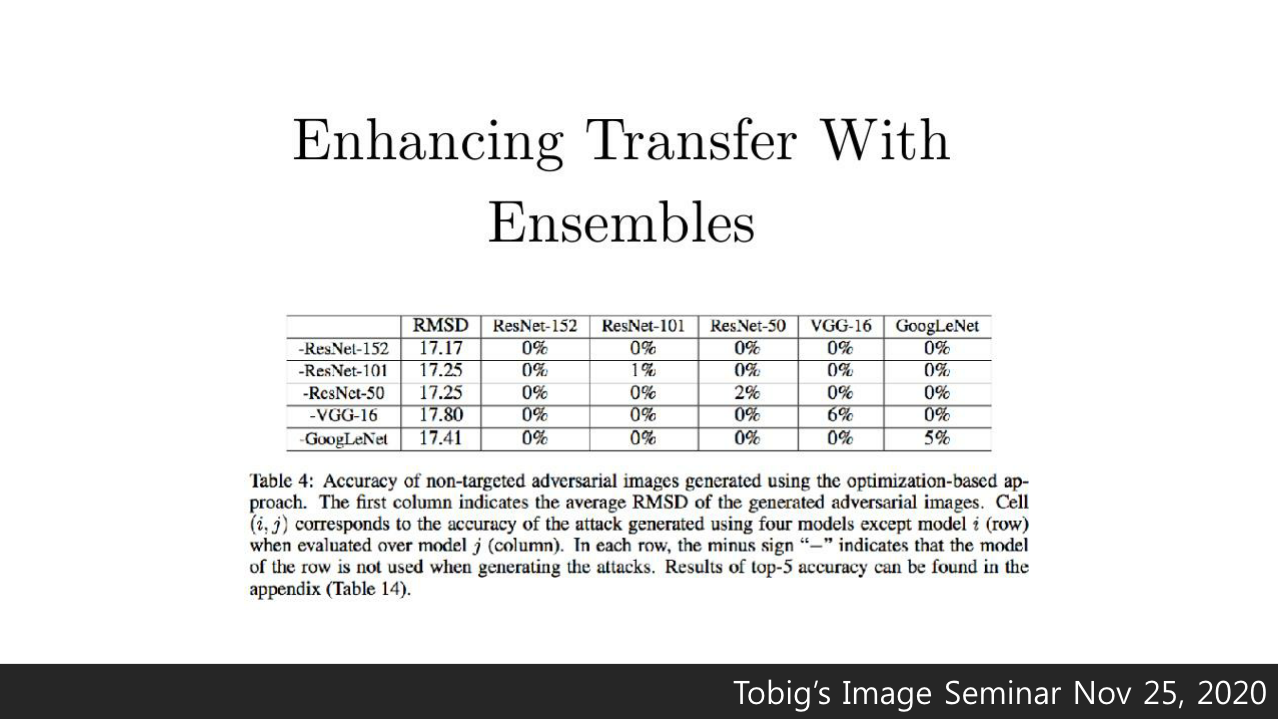 Enhancing Transfer With
Ensembles
RMSD ResNet-152 ResNet-101 ResNet-50 VGG-16 GoogLeNet
-ResNet-152 17.17 0% 0% 0% 0% 0%
-ResNet-101 17.25 0% 1% 0% 0% 0%
-ResNet-50 17.25 0% 0% 2% 0% 0%
-VGG-16 17.80 0% 0% 0% 6% 0%
-GoogLeNet 17.41 0% 0% 0% 0% 5%
Table 4: Accuracy of non-targeted adversarial images generated using the optimization-based ap-
proach. The first column indicates the average RMSD of the generated adversarial images. Cell
(i, j) corresponds to the accuracy of the attack generated using four models except model i (row)
when evaluated over model j (column). In each row, the minus sign “−” indicates that the model
of the row is not used when generating the attacks. Results of top-5 accuracy can be found in the
appendix (Table 14).
Tobig’s Image Seminar Nov 25, 2020